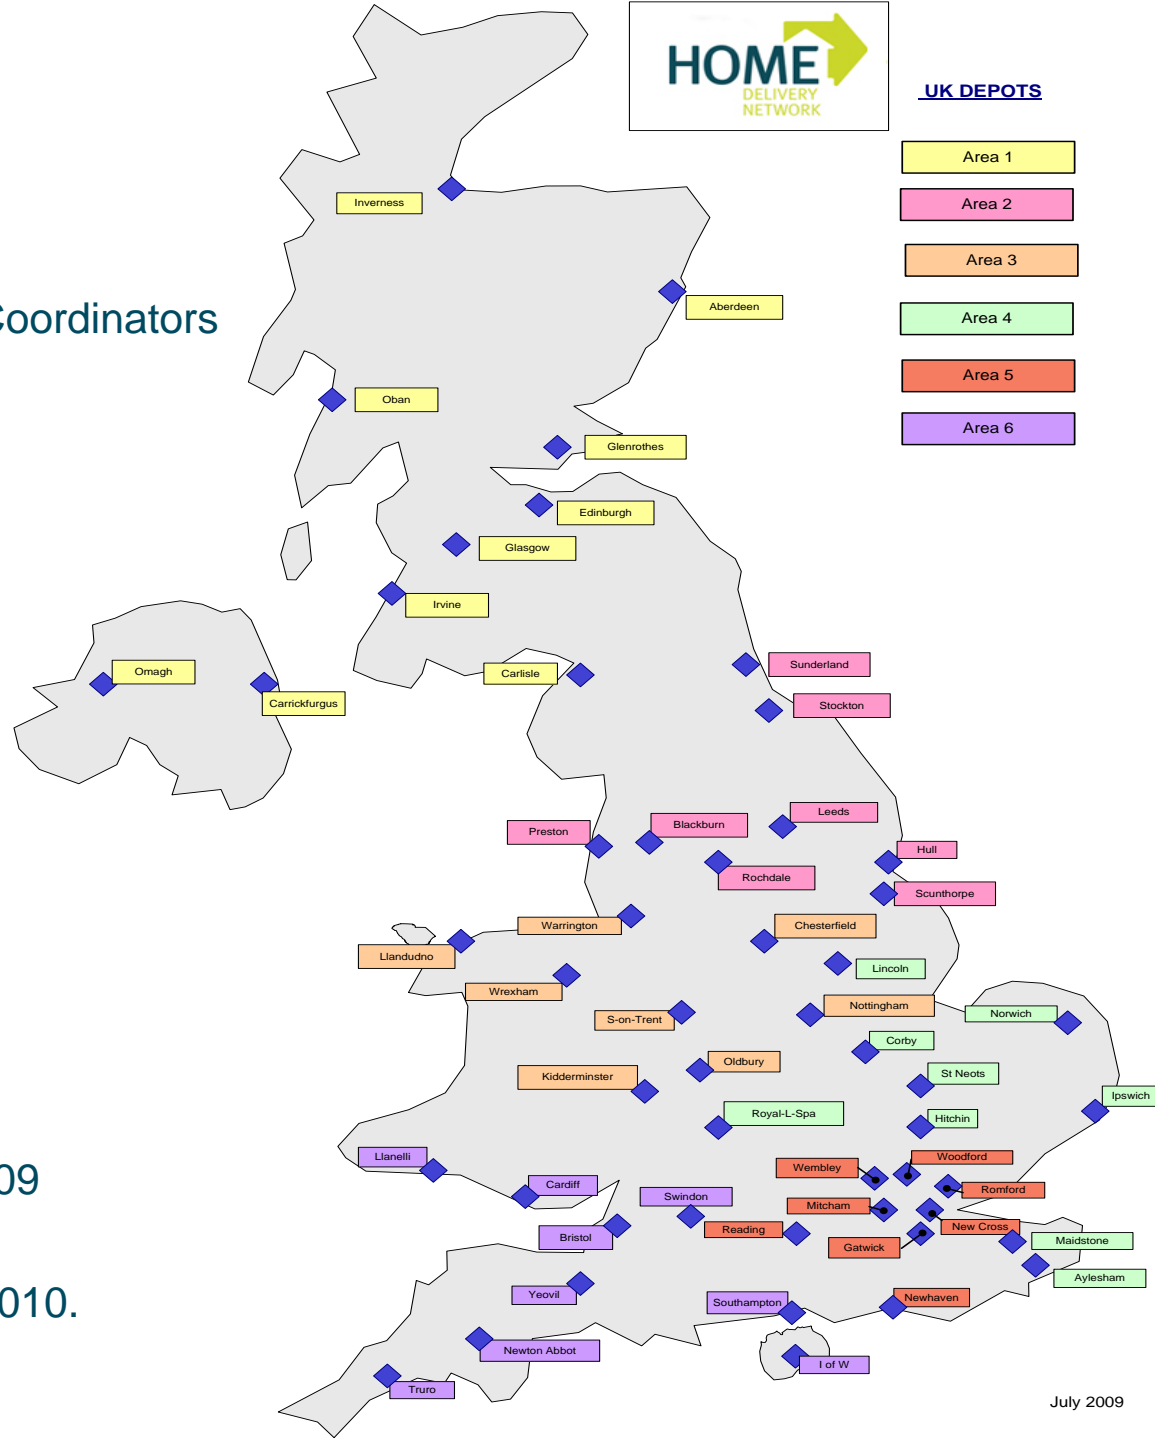 HOME
DELIVERY
NETWORK
UK DEPOTS
Area 1
Area 2
Area 3
Area 4
Area 5
Area 6
Inverness
Aberdeen
Coordinators
Oban
Glenrothes
Edinburgh
Glasgow
Irvine
Omagh
Carrickfurgus
Carlisle
Sunderland
Stockton
Preston
Blackburn
Leeds
Rochdale
Hull
Scunthorpe
Warrington
Chesterfield
Llandudno
Lincoln
Wrexham
Nottingham
Norwich
S-on-Trent
Corby
Oldbury
St Neots
Kidderminster
Ipswich
Royal-L-Spa
Hitchin
Llanelli
09
Woodford
Wembley
Cardiff
Romford
Swindon
Mitcham
Bristol
Reading
New Cross
Gatwick
Maidstone
Aylesham
Yeovil
010.
Southampton
Newhaven
Newton Abbot
I of W
Truro
July 2009